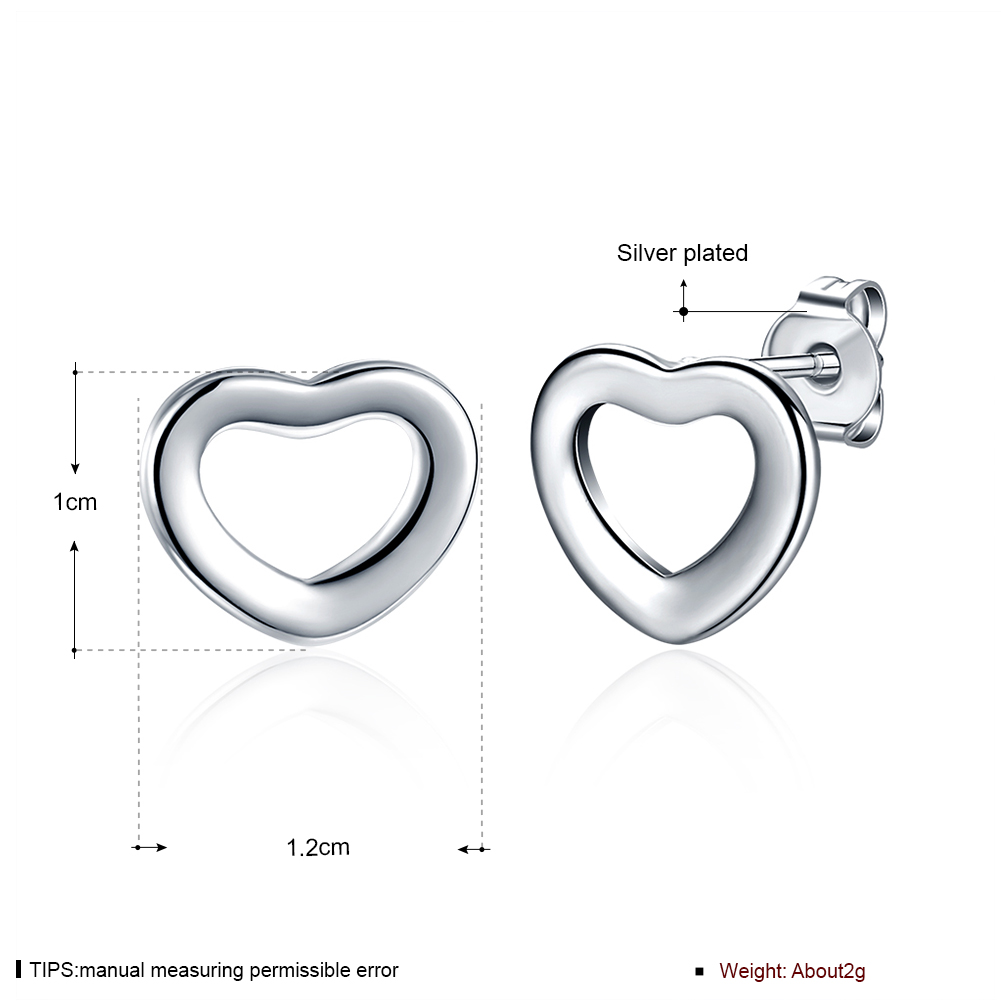 Silver plated
1cm
1.2cm
TIPS:manual measuring permissible error
Weight: About2g